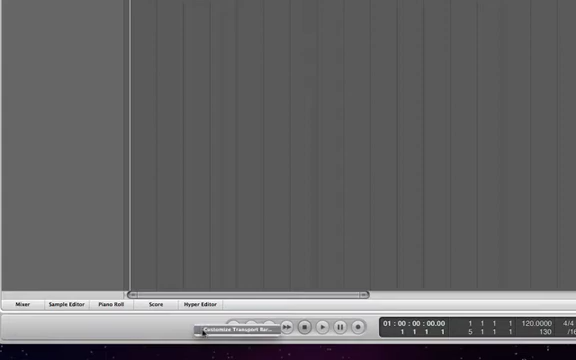 Mixer Sample Editor Piano Roll Score Hyper Editor
Customize Transport Bar...
01 : 00 : 00 : 00.00 1 1 1 1 120.0000 4/4
1 1 1 1 5 1 1 1 130 /16